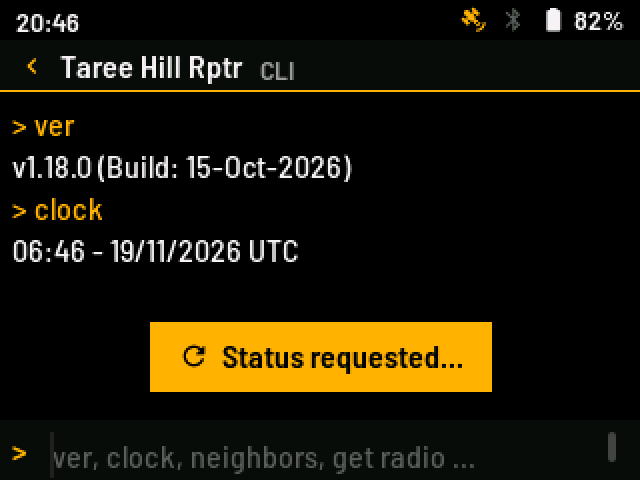 20:46 82%
Taree Hill Rptr CLI
> ver
v1.18.0 (Build: 15-Oct-2026)
> clock
06:46 - 19/11/2026 UTC
Status requested...
> ver, clock, neighbors, get radio ...